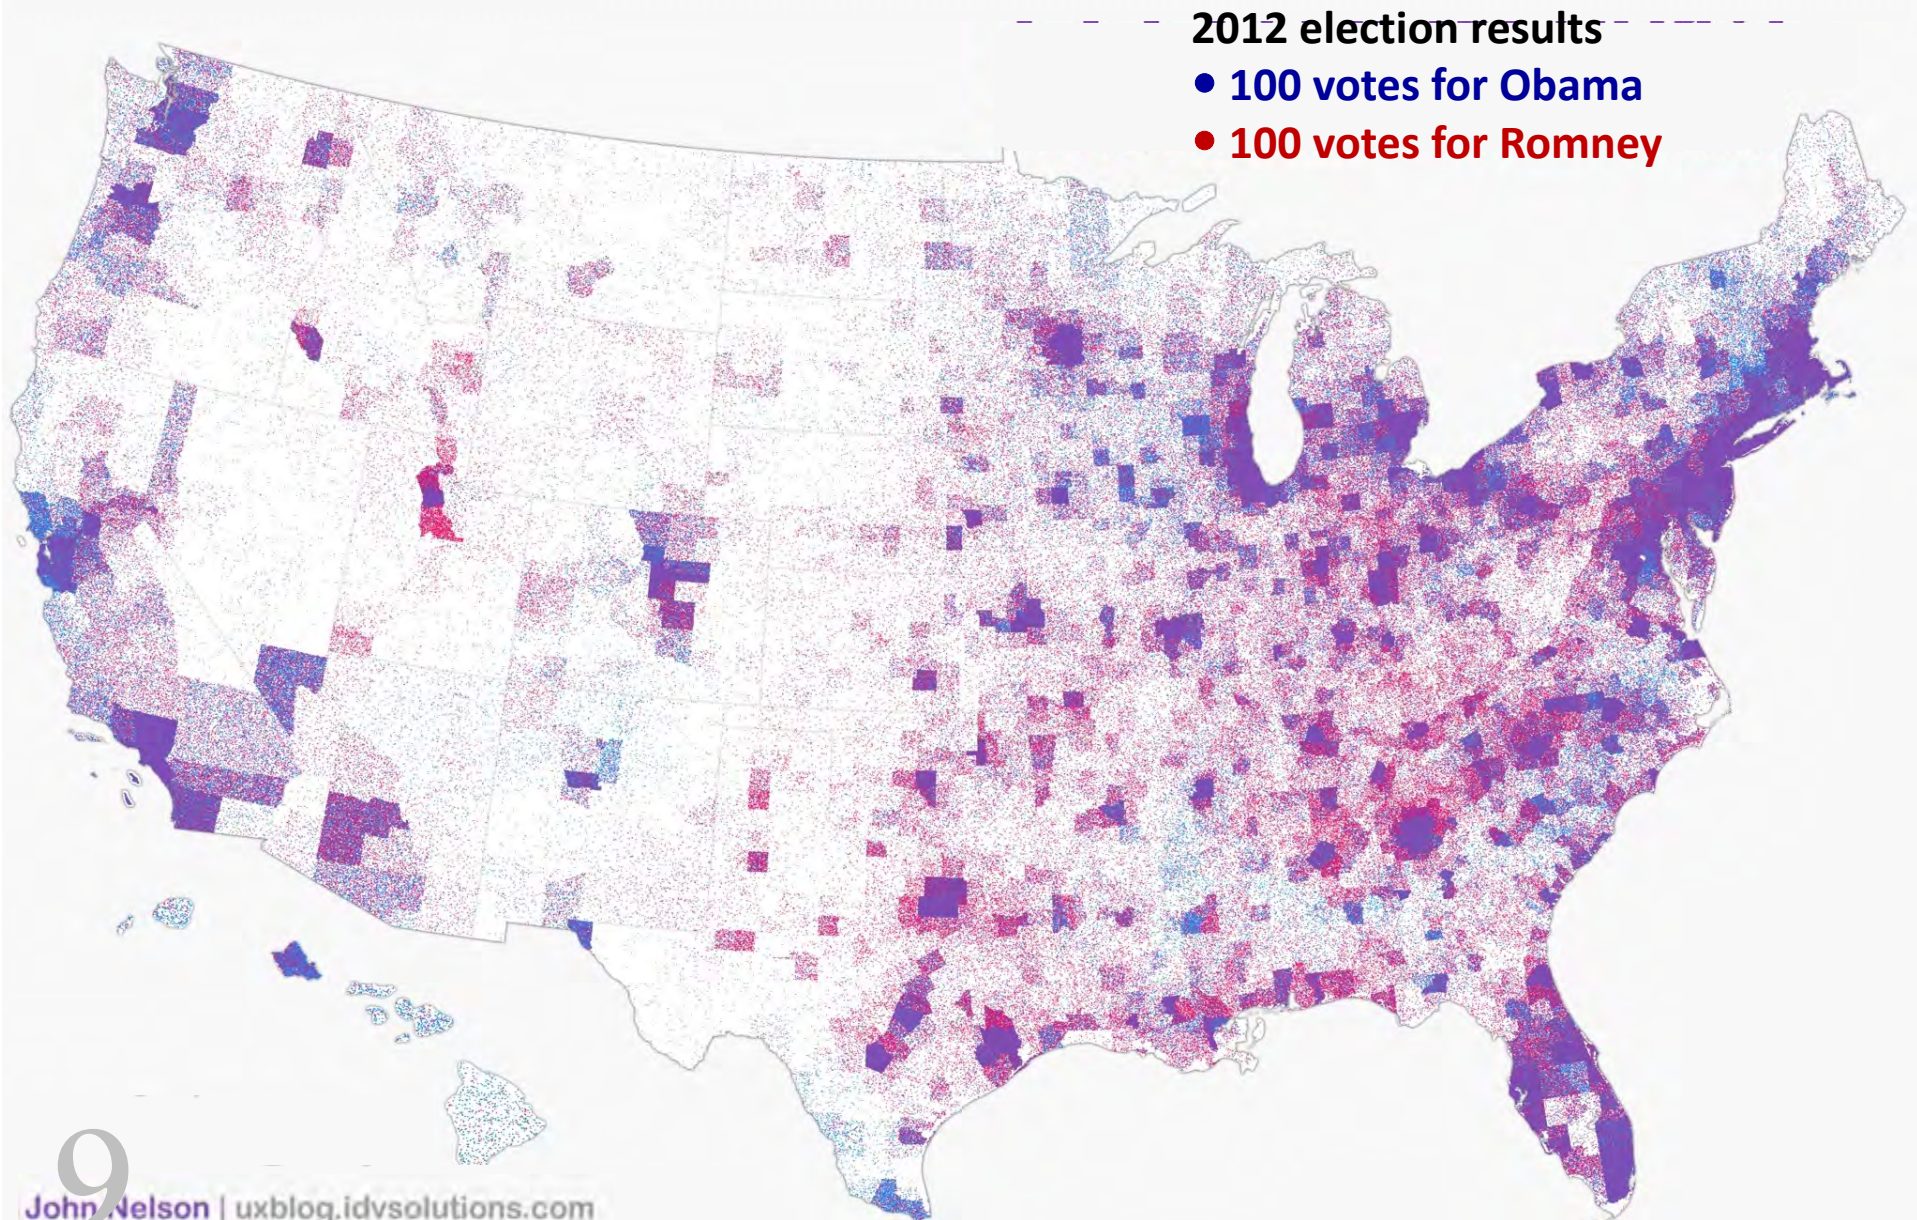 2012 election results
• 100 votes for Obama
• 100 votes for Romney
9
John Nelson | uxblog.idvsolutions.com